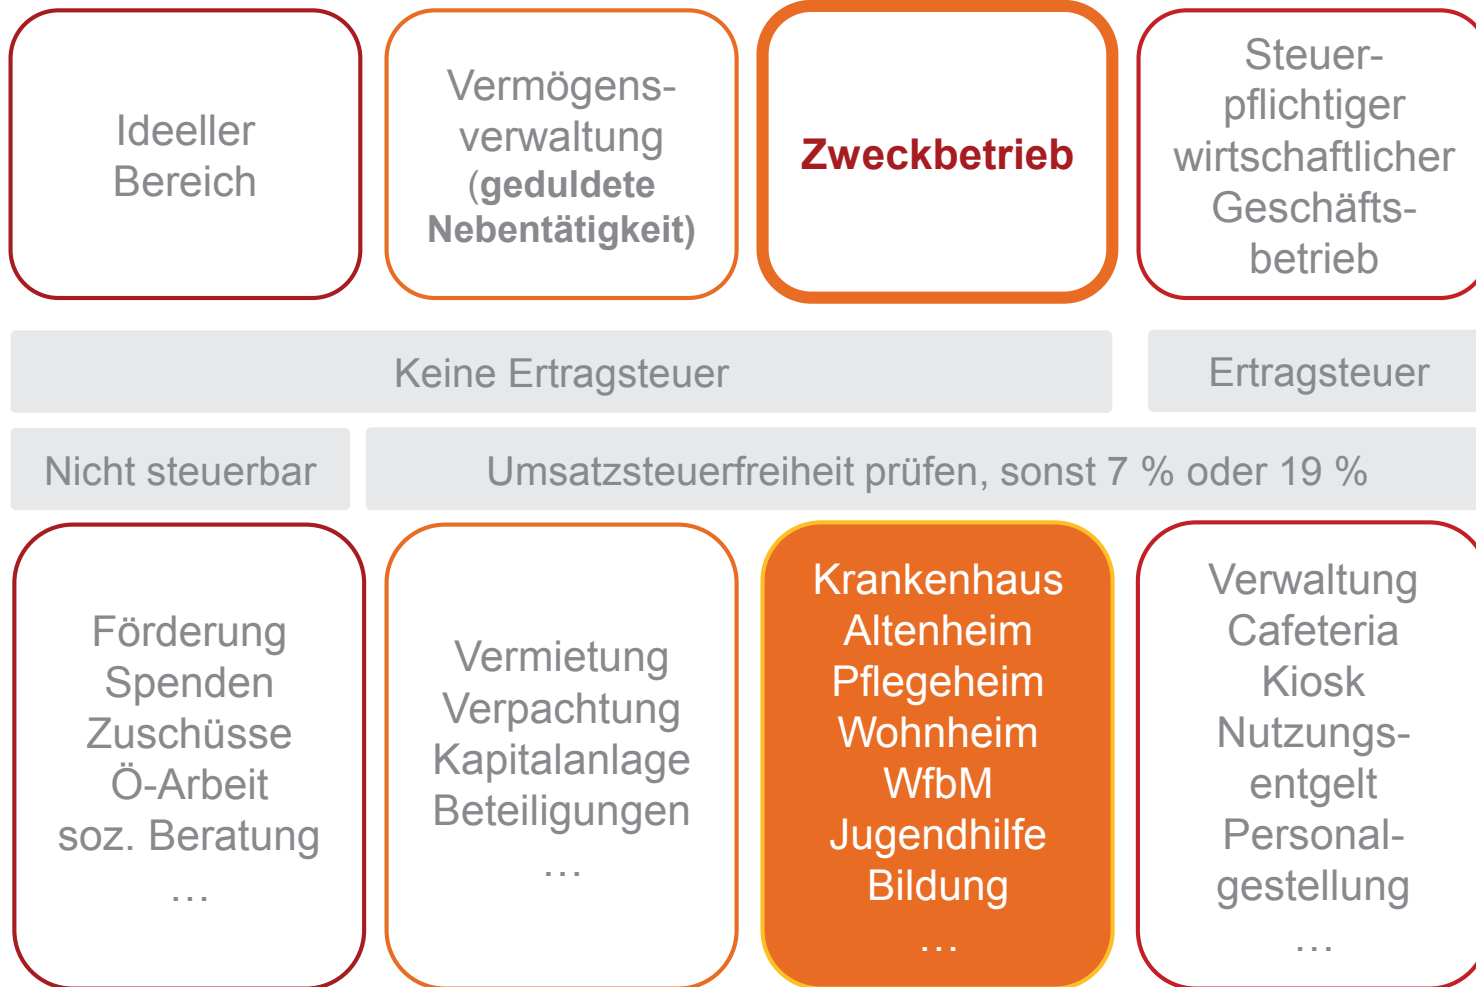 Ideeller
Bereich
Vermögens-
verwaltung
(geduldete
Nebentätigkeit)
Zweckbetrieb
Steuer-
pflichtiger
wirtschaftlicher
Geschäfts-
betrieb
Keine Ertragsteuer
Ertragsteuer
Nicht steuerbar
Umsatzsteuerfreiheit prüfen, sonst 7 % oder 19 %
Förderung
Spenden
Zuschüsse
Ö-Arbeit
soz. Beratung
…
Vermietung
Verpachtung
Kapitalanlage
Beteiligungen
…
Krankenhaus
Altenheim
Pflegeheim
Wohnheim
WfbM
Jugendhilfe
Bildung
…
Verwaltung
Cafeteria
Kiosk
Nutzungs-
entgelt
Personal-
gestellung
…